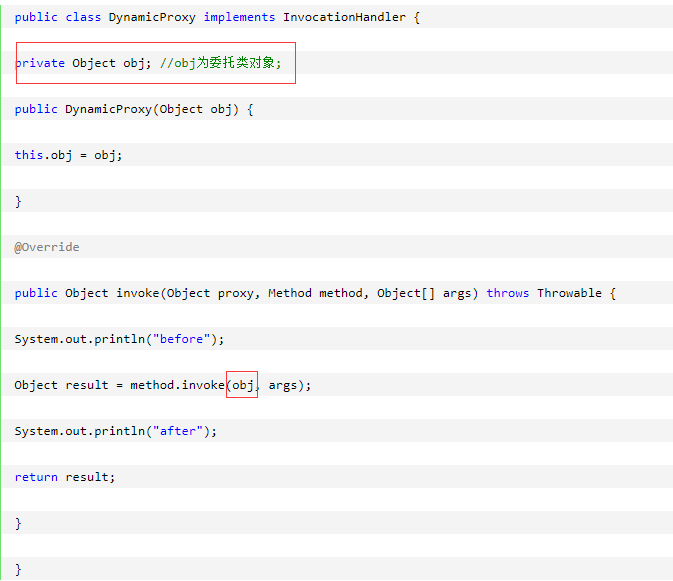 public class DynamicProxy implements InvocationHandler {
private Object obj; //obj为委托类对象;
public DynamicProxy(Object obj) {
this.obj = obj;
}
@Override
public Object invoke(Object proxy, Method method, Object[] args) throws Throwable {
System.out.println("before");
Object result = method.invoke(obj, args);
System.out.println("after");
return result;
}
}